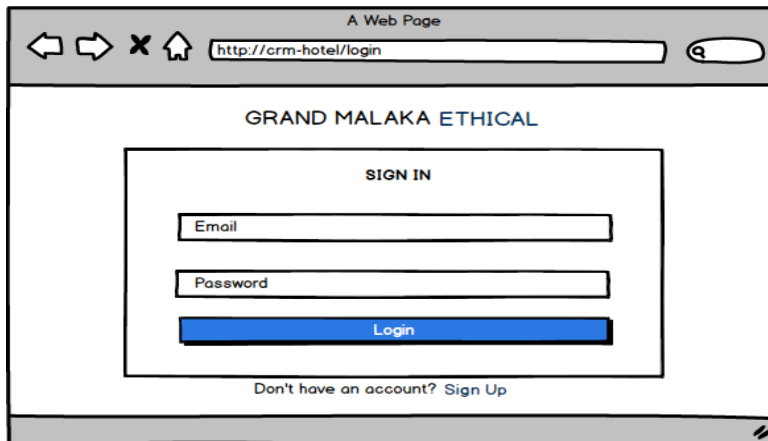 A Web Page
http://crm-hotel/login
GRAND MALAKA ETHICAL
SIGN IN
Email
Password
Login
Don't have an account? Sign Up